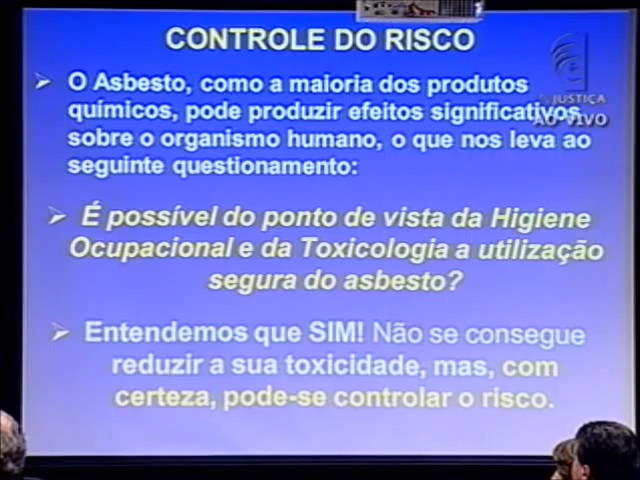 CONTROLE DO RISCO
O Asbesto, como a maioria dos produtos
químicos, pode produzir efeitos significativos
sobre o organismo humano, o que nos leva ao
seguinte questionamento:
É possível do ponto de vista da Higiene
Ocupacional e da Toxicologia a utilização
segura do asbesto?
Entendemos que SIM! Não se consegue
reduzir a sua toxicidade, mas, com
certeza, pode-se controlar o risco.
JUSTIÇA
AO VIVO